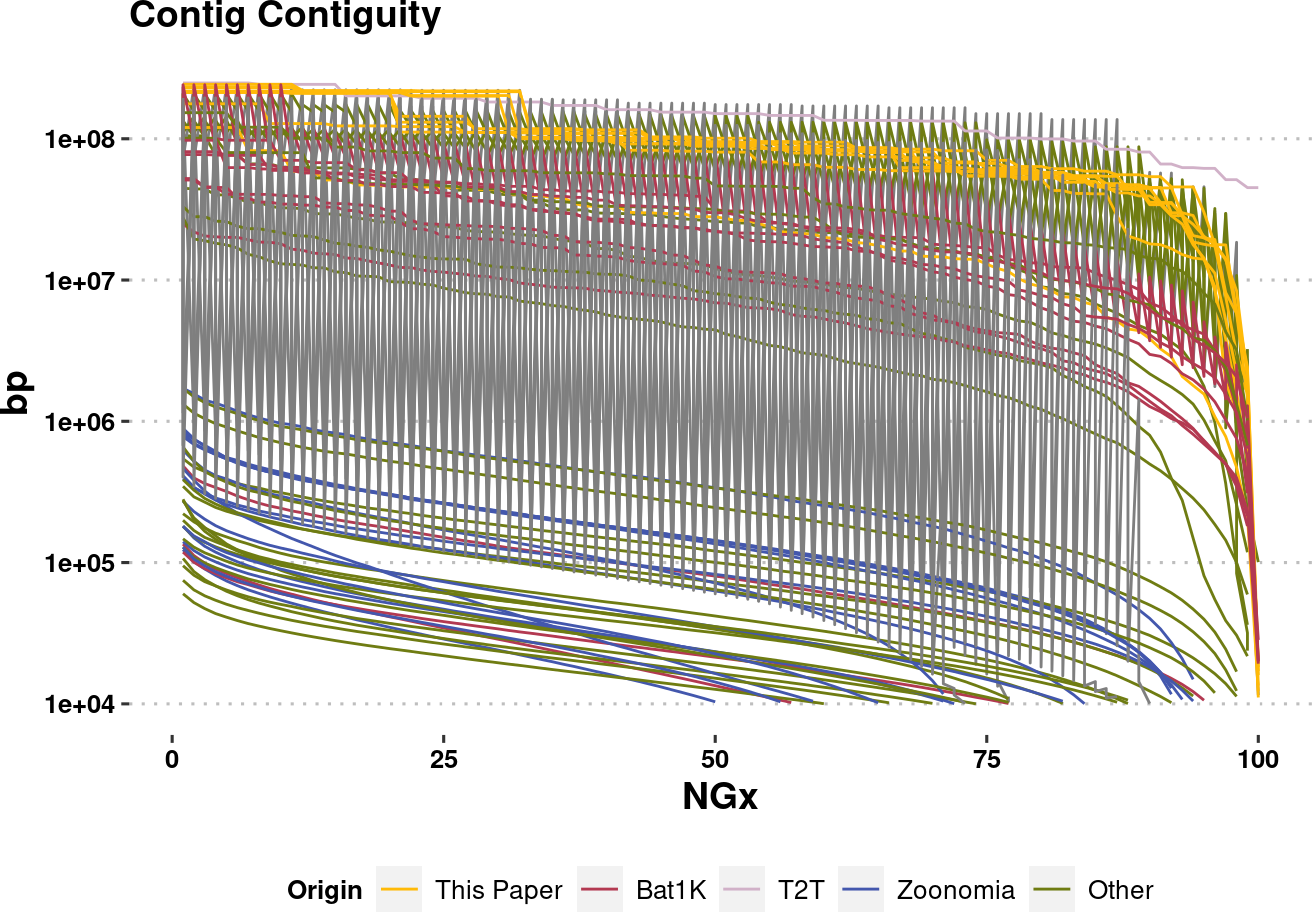 Contig Contiguity
bp
1e+08
1e+07
1e+06
1e+05
1e+04
0 25 50 75 100
NGx
Origin This Paper Bat1K T2T Zoonomia Other